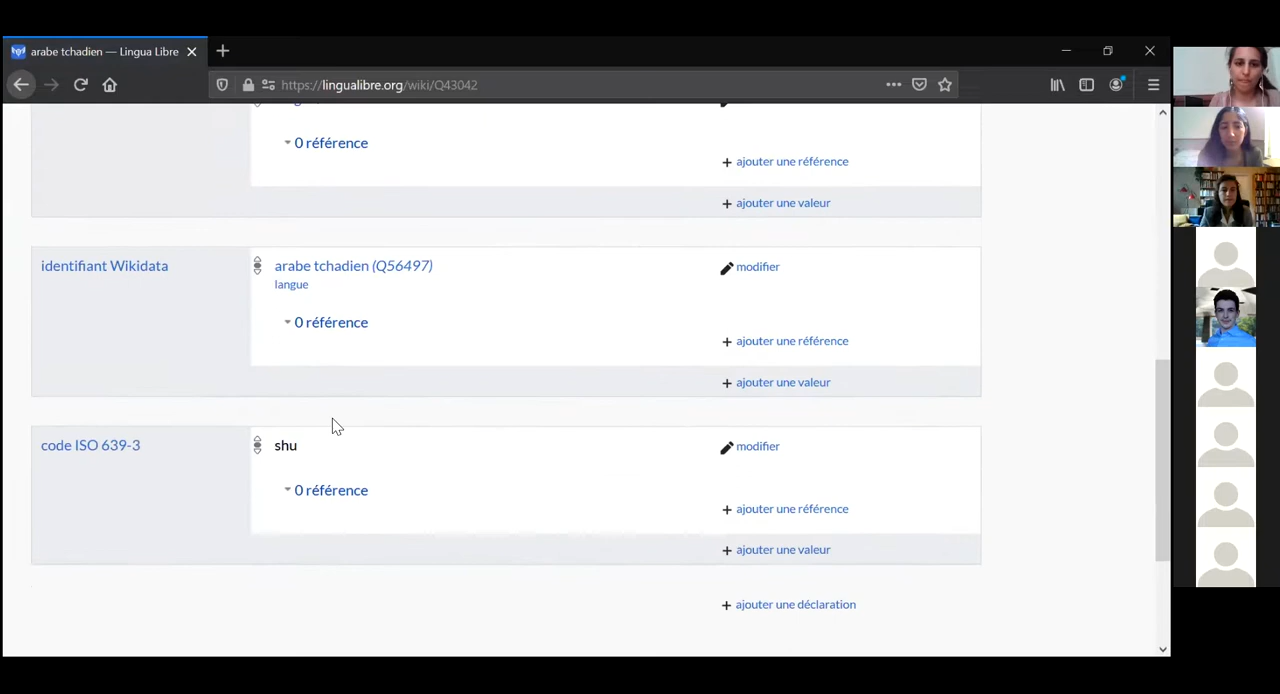 arabe tchadien — Lingua Libre
https://lingualibre.org/wiki/Q43042
0 référence
ajouter une référence
ajouter une valeur
identifiant Wikidata
arabe tchadien (Q56497)
modifier
langue
0 référence
ajouter une référence
ajouter une valeur
code ISO 639-3
shu
modifier
0 référence
ajouter une référence
ajouter une valeur
ajouter une déclaration